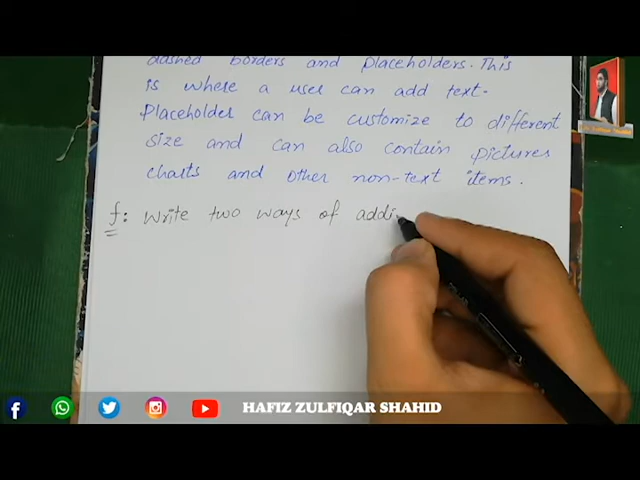 dashed borders and placeholders. This
is where a user can add text.
Placeholder can be customize to different
size and can also contain pictures
charts and other non-text items.
f: Write two ways of addi
HAFIZ ZULFIQAR SHAHID